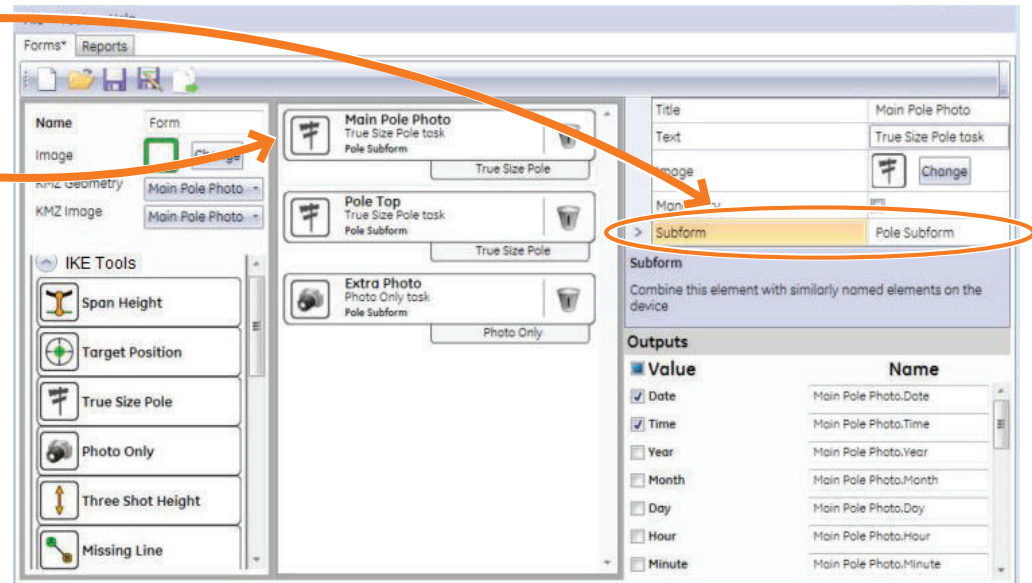 Forms* Reports
Name Form
Image Change
KMZ Geometry Main Pole Photo
KMZ Image Main Pole Photo
IKE Tools
Span Height
Target Position
True Size Pole
Photo Only
Three Shot Height
Missing Line
Main Pole Photo
True Size Pole task
Pole Subform
True Size Pole
Pole Top
True Size Pole task
Pole Subform
True Size Pole
Extra Photo
Photo Only task
Pole Subform
Photo Only
Title Main Pole Photo
Text True Size Pole task
Image Change
Subform Pole Subform
Subform
Combine this element with similarly named elements on the
device
Outputs
Value Name
Date Main Pole Photo.Date
Time Main Pole Photo.Time
Year Main Pole Photo.Year
Month Main Pole Photo.Month
Day Main Pole Photo.Day
Hour Main Pole Photo.Hour
Minute Main Pole Photo.Minute